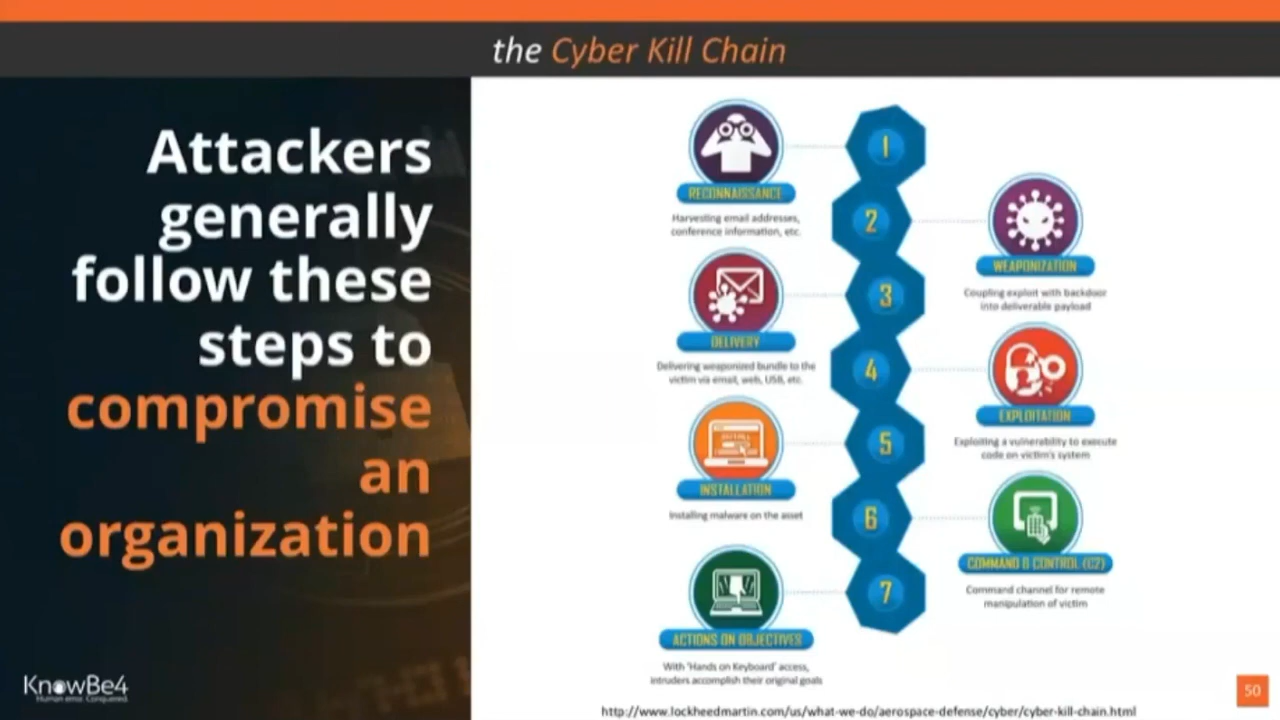 the Cyber Kill Chain
Attackers
generally
follow these
steps to
compromise
an
organization
1
RECONNAISSANCE
Harvesting email addresses,
conference information, etc.
2
WEAPONIZATION
Coupling exploit with backdoor
into deliverable payload
3
DELIVERY
Delivering weaponized bundle to the
victim via email, web, USB, etc.
4
EXPLOITATION
Exploiting a vulnerability to execute
code on victim's system
5
INSTALLATION
Installing malware on the asset
6
COMMAND & CONTROL (C2)
Command channel for remote
manipulation of victim
7
ACTIONS ON OBJECTIVES
With 'Hands on Keyboard' access,
intruders accomplish their original goals
KnowBe4
Human error. Conquered.
http://www.lockheedmartin.com/us/what-we-do/aerospace-defense/cyber/cyber-kill-chain.html
50